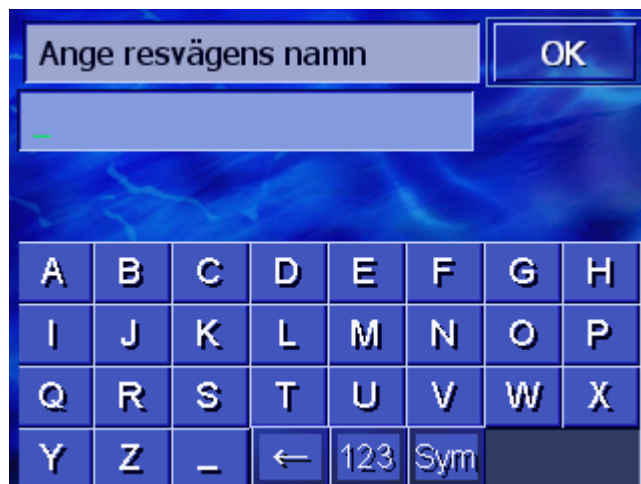 Ange resvägens namn OK
_
A B C D E F G H
I J K L M N O P
Q R S T U V W X
Y Z _ ← 123 Sym